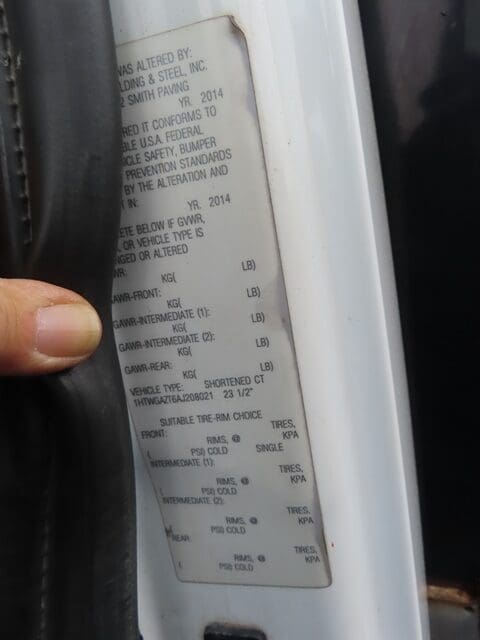 WAS ALTERED BY:
LDING & STEEL, INC.
2 SMITH PAVING
YR. 2014
RED IT CONFORMS TO
BLE U.S.A. FEDERAL
ICLE SAFETY, BUMPER
PREVENTION STANDARDS
BY THE ALTERATION AND
T IN:
YR. 2014
ETE BELOW IF GVWR,
OR VEHICLE TYPE IS
NGED OR ALTERED
WR:
KG( LB)
GAWR-FRONT:
KG( LB)
GAWR-INTERMEDIATE (1):
KG( LB)
GAWR-INTERMEDIATE (2):
KG( LB)
GAWR-REAR:
KG( LB)
VEHICLE TYPE: SHORTENED CT
1HTWGAZT6AJ208021 23 1/2"
SUITABLE TIRE-RIM CHOICE
FRONT: TIRES,
RIMS, @ KPA
( PSI) COLD SINGLE
INTERMEDIATE (1): TIRES,
RIMS, @ KPA
( PSI) COLD
INTERMEDIATE (2): TIRES,
RIMS, @ KPA
( PSI) COLD
REAR: TIRES,
RIMS, @ KPA
( PSI) COLD